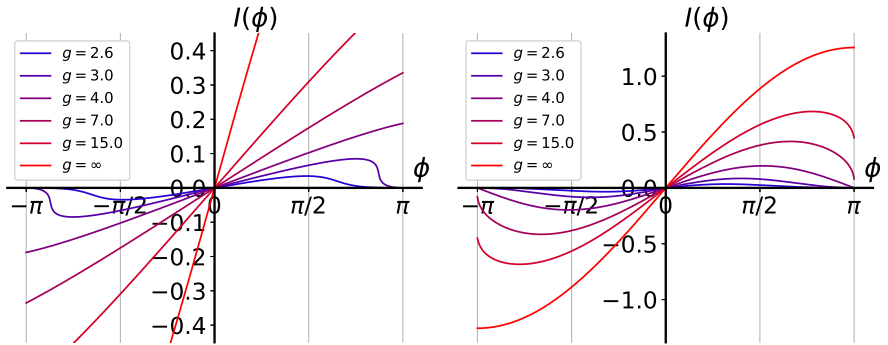 I(ϕ)
g = 2.6
g = 3.0
g = 4.0
g = 7.0
g = 15.0
g = ∞
0.4
0.3
0.2
0.1
0.0
−0.1
−0.2
−0.3
−0.4
−π
−π/2
0
π/2
π
ϕ
I(ϕ)
g = 2.6
g = 3.0
g = 4.0
g = 7.0
g = 15.0
g = ∞
1.0
0.5
0.0
−0.5
−1.0
−π
−π/2
0
π/2
π
ϕ